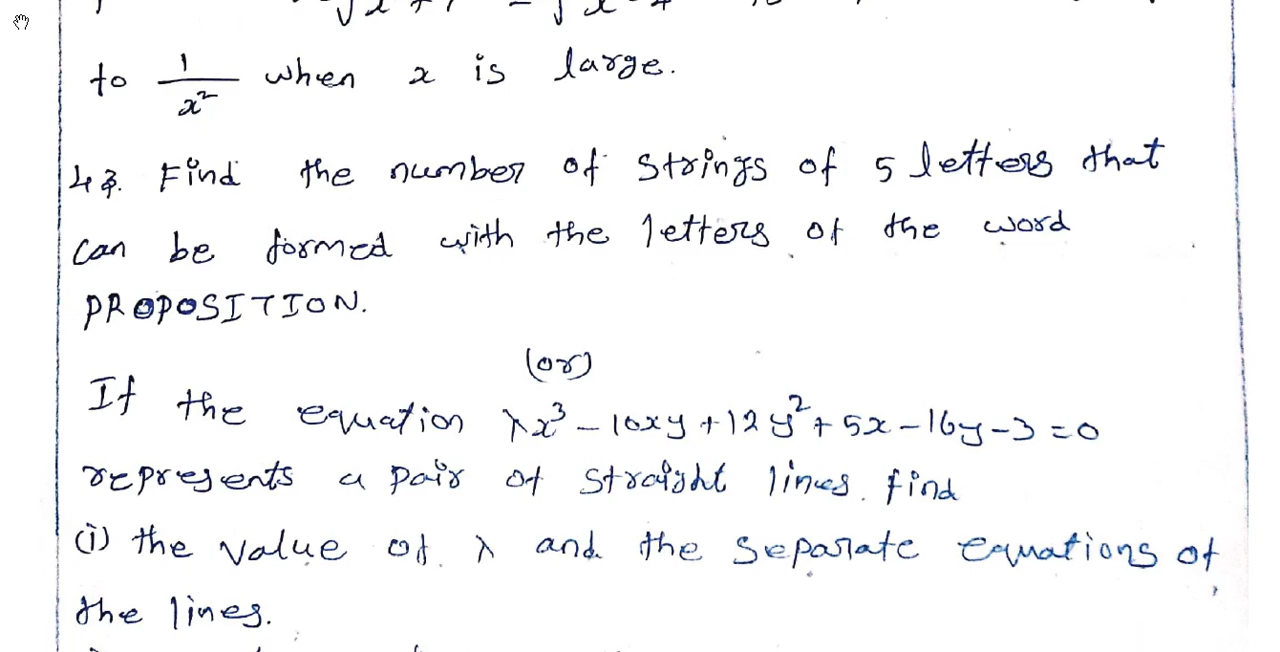 to 1/x² when x is large.
43. Find the number of strings of 5 letters that
can be formed with the letters of the word
PROPOSITION.
(or)
If the equation λx³ - 10xy + 12y² + 5x - 16y - 3 = 0
represents a pair of straight lines. find
(i) the value of λ and the separate equations of
the lines.